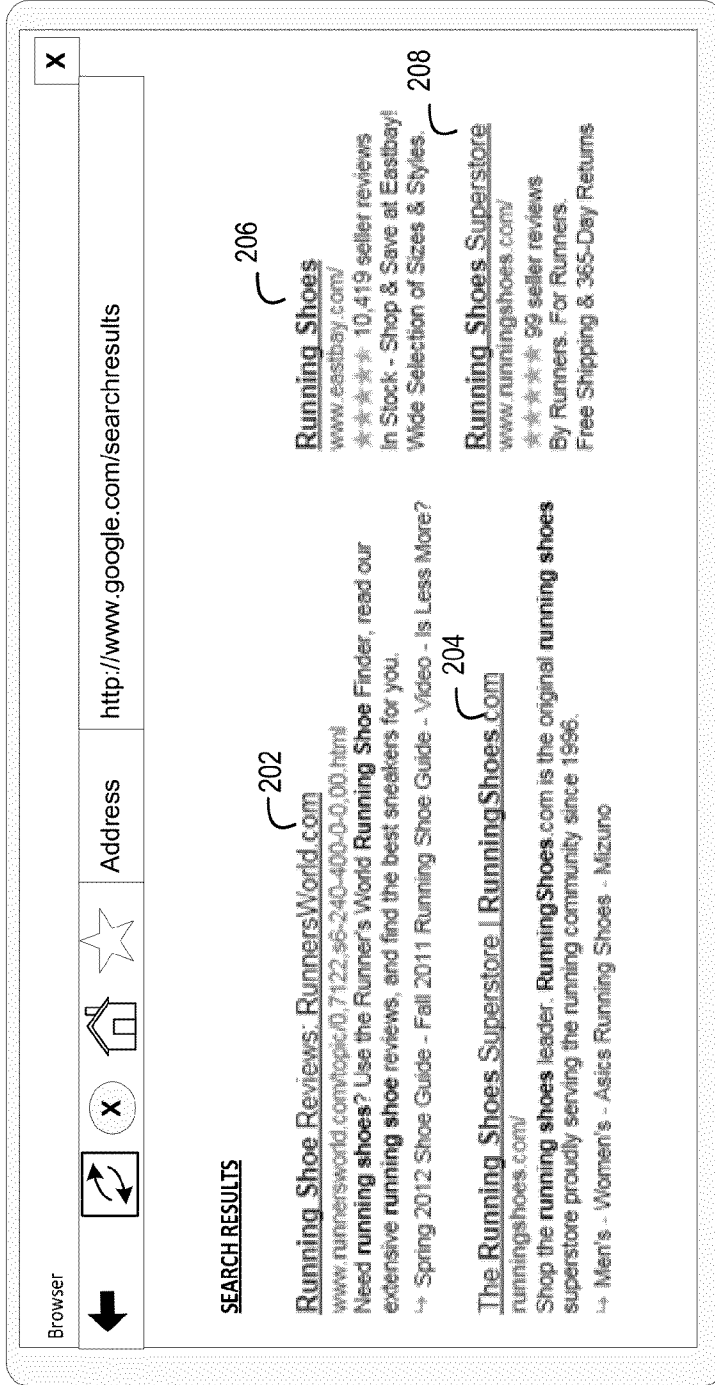 Browser
X
X
Address
http://www.google.com/searchresults
SEARCH RESULTS
202
Running Shoe Reviews: RunnersWorld.com
www.runnersworld.com/topic/0,7122,s6-240-400-0-0,00.html
Need running shoes? Use the Runner's World Running Shoe Finder, read our
extensive running shoe reviews, and find the best sneakers for you.
↳ Spring 2012 Shoe Guide - Fall 2011 Running Shoe Guide - Video - Is Less More?
204
The Running Shoes Superstore | RunningShoes.com
runningshoes.com/
Shop the running shoes leader. RunningShoes.com is the original running shoes
superstore proudly serving the running community since 1996.
↳ Men's - Women's - Asics Running Shoes - Mizuno
206
Running Shoes
www.eastbay.com/
★★★★★ 10,419 seller reviews
In Stock - Shop & Save at Eastbay!
Wide Selection of Sizes & Styles.
208
Running Shoes Superstore
www.runningshoes.com/
★★★★★ 99 seller reviews
By Runners. For Runners.
Free Shipping & 365-Day Returns